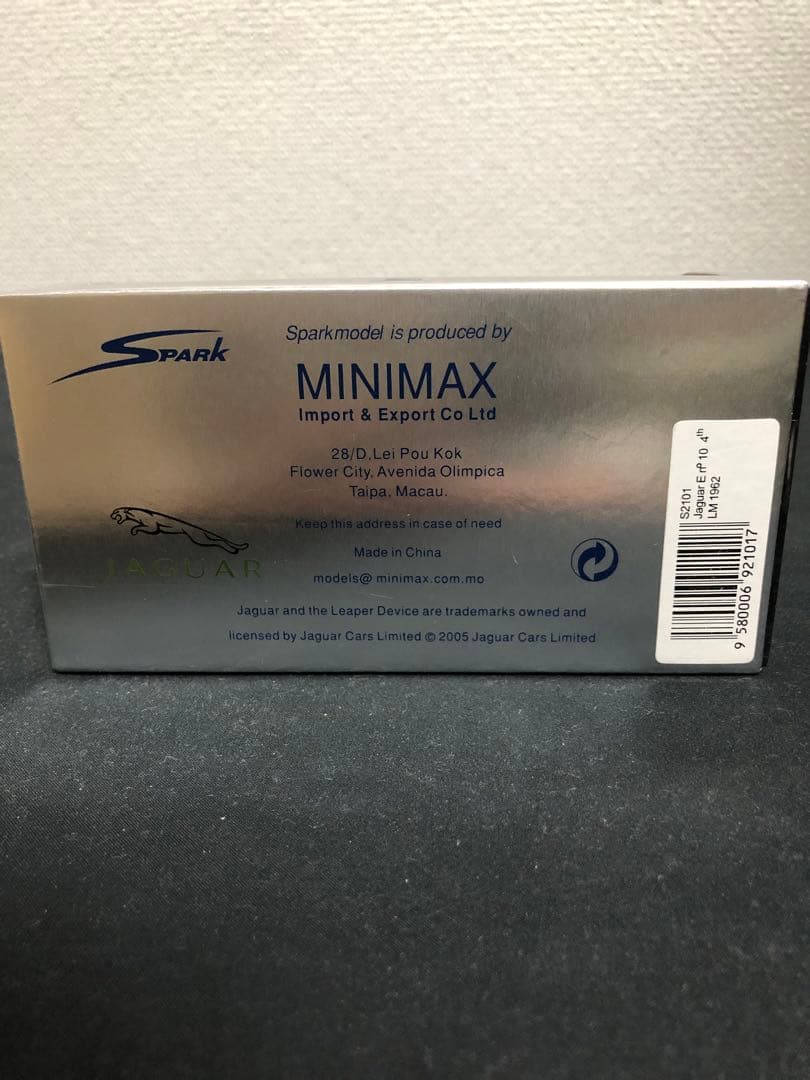 SPARK
Sparkmodel is produced by
MINIMAX
Import & Export Co Ltd
28/D, Lei Pou Kok
Flower City, Avenida Olimpica
Taipa, Macau.
Keep this address in case of need
Made in China
models@minimax.com.mo
JAGUAR
Jaguar and the Leaper Device are trademarks owned and
licensed by Jaguar Cars Limited © 2005 Jaguar Cars Limited
S2101
Jaguar E nº 10 4th
LM 1962
9 580006 921017